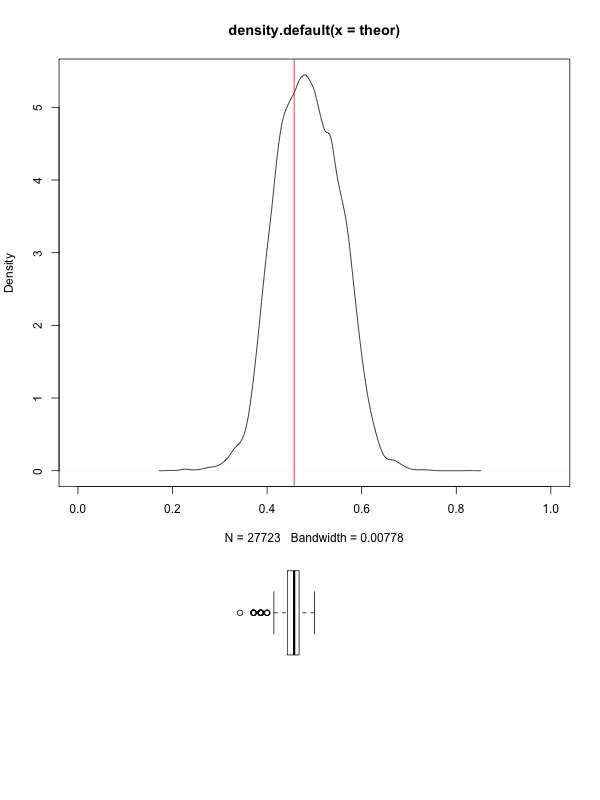 density.default(x = theor)
Density
5
4
3
2
1
0
0.0 0.2 0.4 0.6 0.8 1.0
N = 27723 Bandwidth = 0.00778